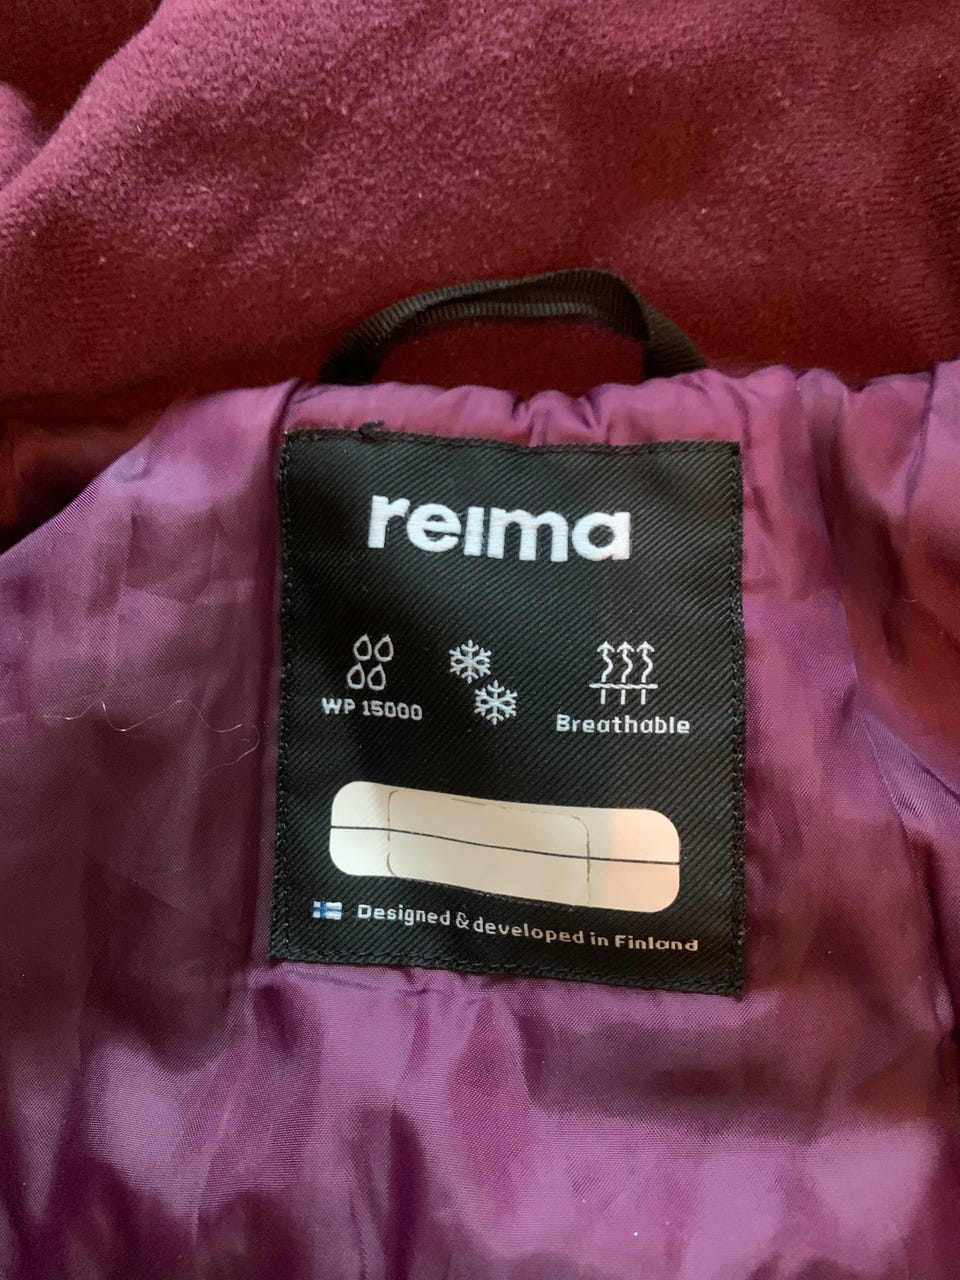 reima
WP 15000
Breathable
Designed & developed in Finland